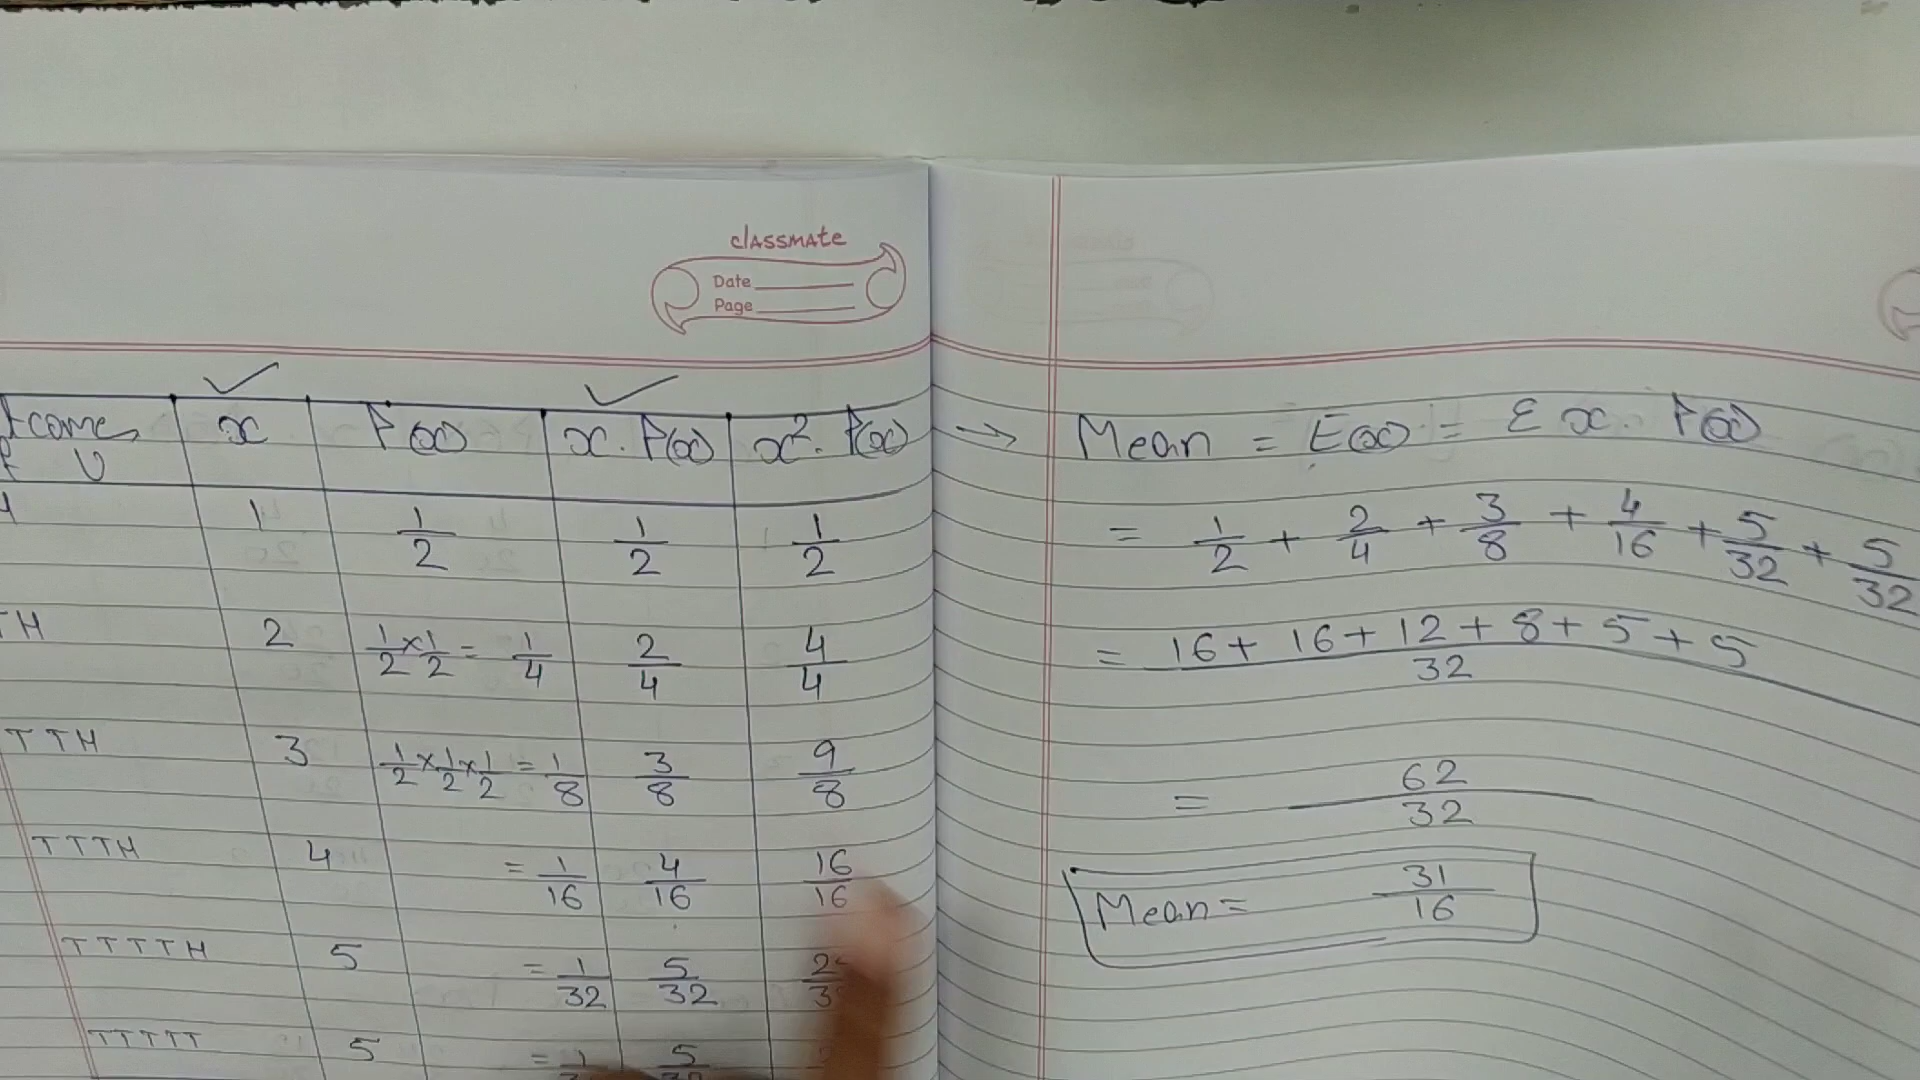 classmate
Date
Page
x P(x) x.P(x) x².P(x)
1 1/2 1/2 1/2
TH 2 1/2 × 1/2 = 1/4 2/4 4/4
TTH 3 1/2 × 1/2 × 1/2 = 1/8 3/8 9/8
TTTH 4 = 1/16 4/16 16/16
TTTTH 5 = 1/32 5/32
TTTTT 5 = 5
→ Mean = E(x) = Σ x. P(x)
= 1/2 + 2/4 + 3/8 + 4/16 + 5/32 + 5/32
= 16 + 16 + 12 + 8 + 5 + 5 / 32
= 62/32
Mean = 31/16